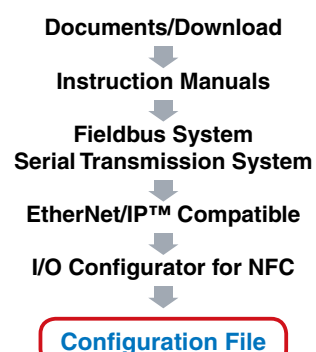 Documents/Download
Instruction Manuals
Fieldbus System
Serial Transmission System
EtherNet/IP™ Compatible
I/O Configurator for NFC
Configuration File